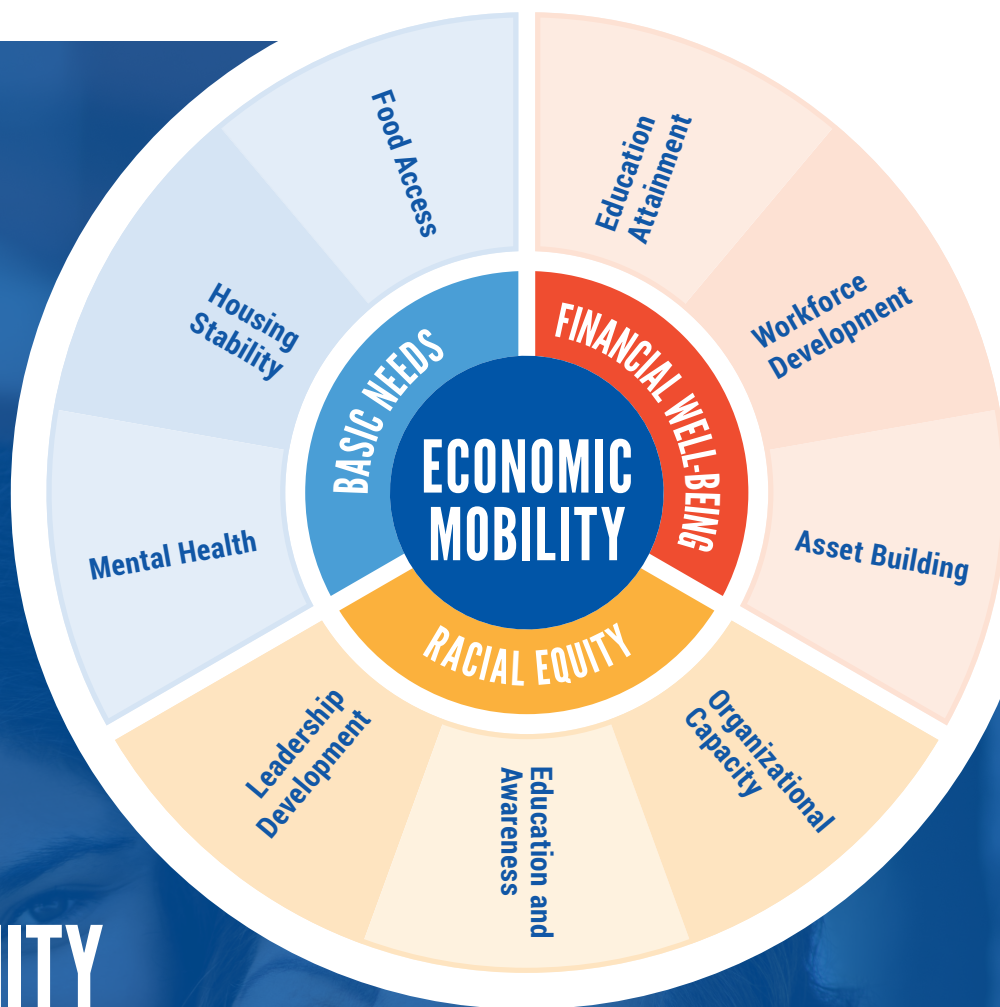 ECONOMIC
MOBILITY
BASIC NEEDS
Food Access
Housing
Stability
Mental Health
FINANCIAL WELL-BEING
Education
Attainment
Workforce
Development
Asset Building
RACIAL EQUITY
Organizational
Capacity
Education and
Awareness
Leadership
Development
ITY